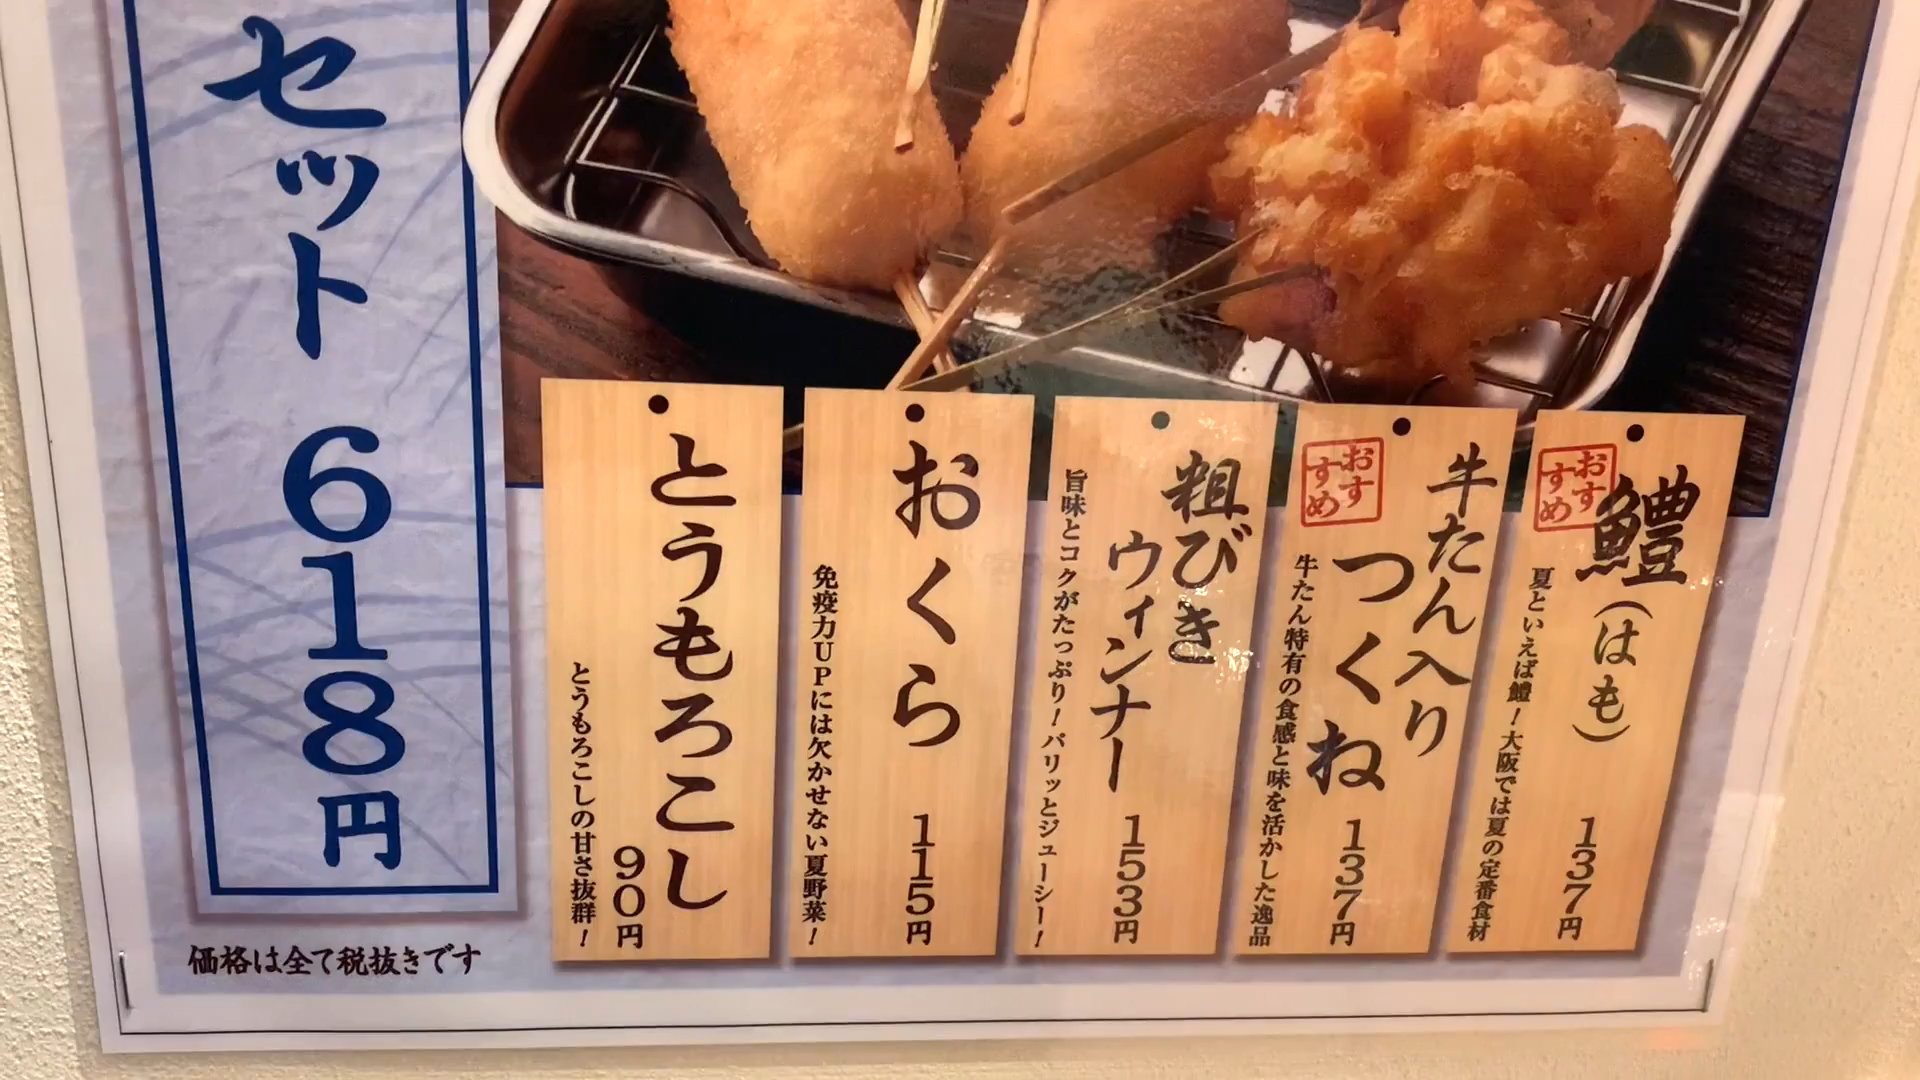 おすすめ
鱧(はも)
夏といえば鱧！大阪では夏の定番食材
137円
おすすめ
牛たん入り
つくね
牛たん特有の食感と味を活かした逸品
137円
粗びき
ウィンナー
旨味とコクがたっぷり！パリッとジューシー！
153円
おくら
免疫力UPには欠かせない夏野菜！
115円
とうもろこし
とうもろこしの甘さ抜群！
90円
セット 618円
価格は全て税抜きです